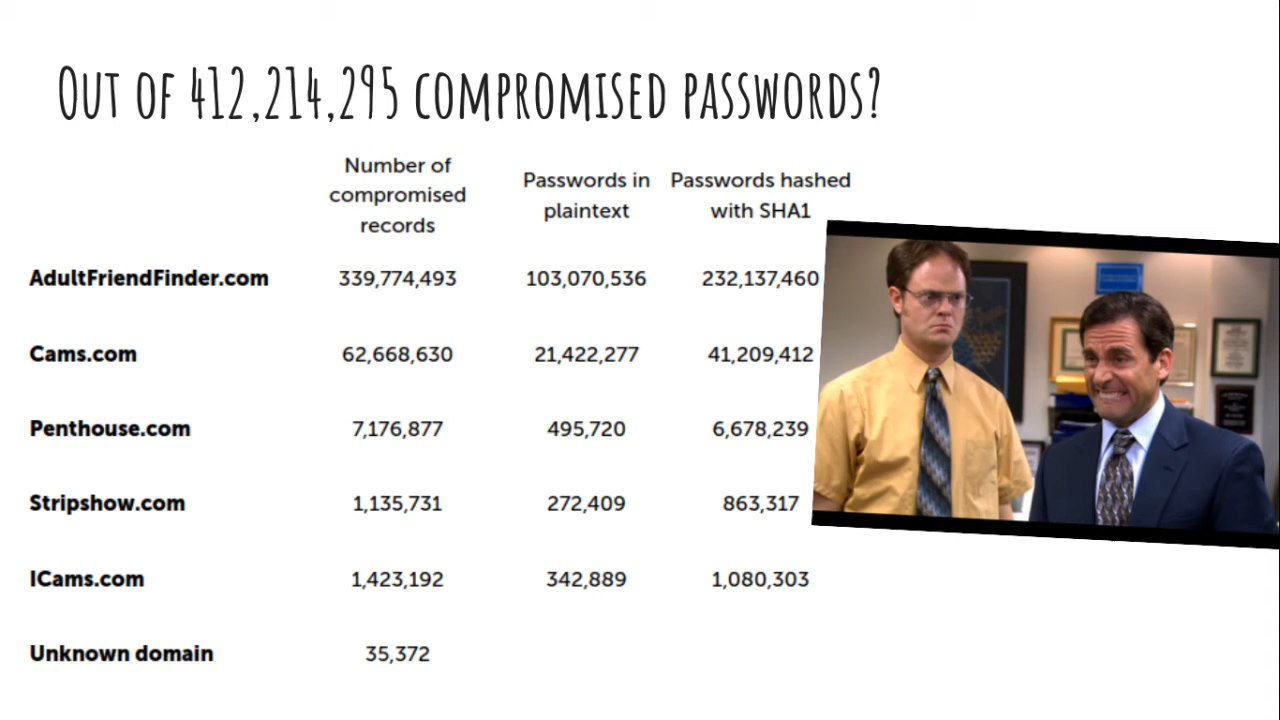 OUT OF 412,214,295 COMPROMISED PASSWORDS?
Number of
compromised
records
Passwords in
plaintext
Passwords hashed
with SHA1
AdultFriendFinder.com 339,774,493 103,070,536 232,137,460
Cams.com 62,668,630 21,422,277 41,209,412
Penthouse.com 7,176,877 495,720 6,678,239
Stripshow.com 1,135,731 272,409 863,317
ICams.com 1,423,192 342,889 1,080,303
Unknown domain 35,372